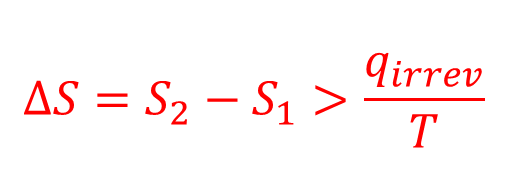 ΔS = S₂ − S₁ > q_irrev / T